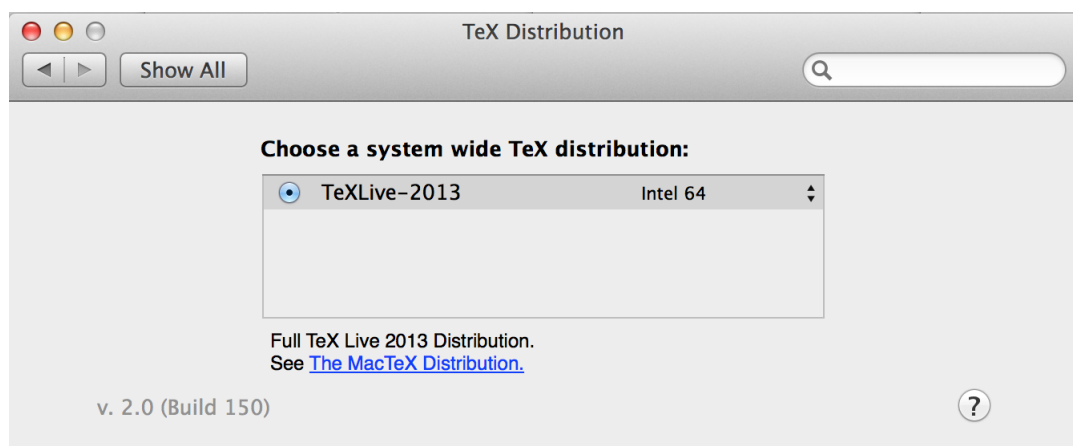 TeX Distribution
Show All
Choose a system wide TeX distribution:
TeXLive-2013 Intel 64
Full TeX Live 2013 Distribution.
See The MacTeX Distribution.
v. 2.0 (Build 150)
?